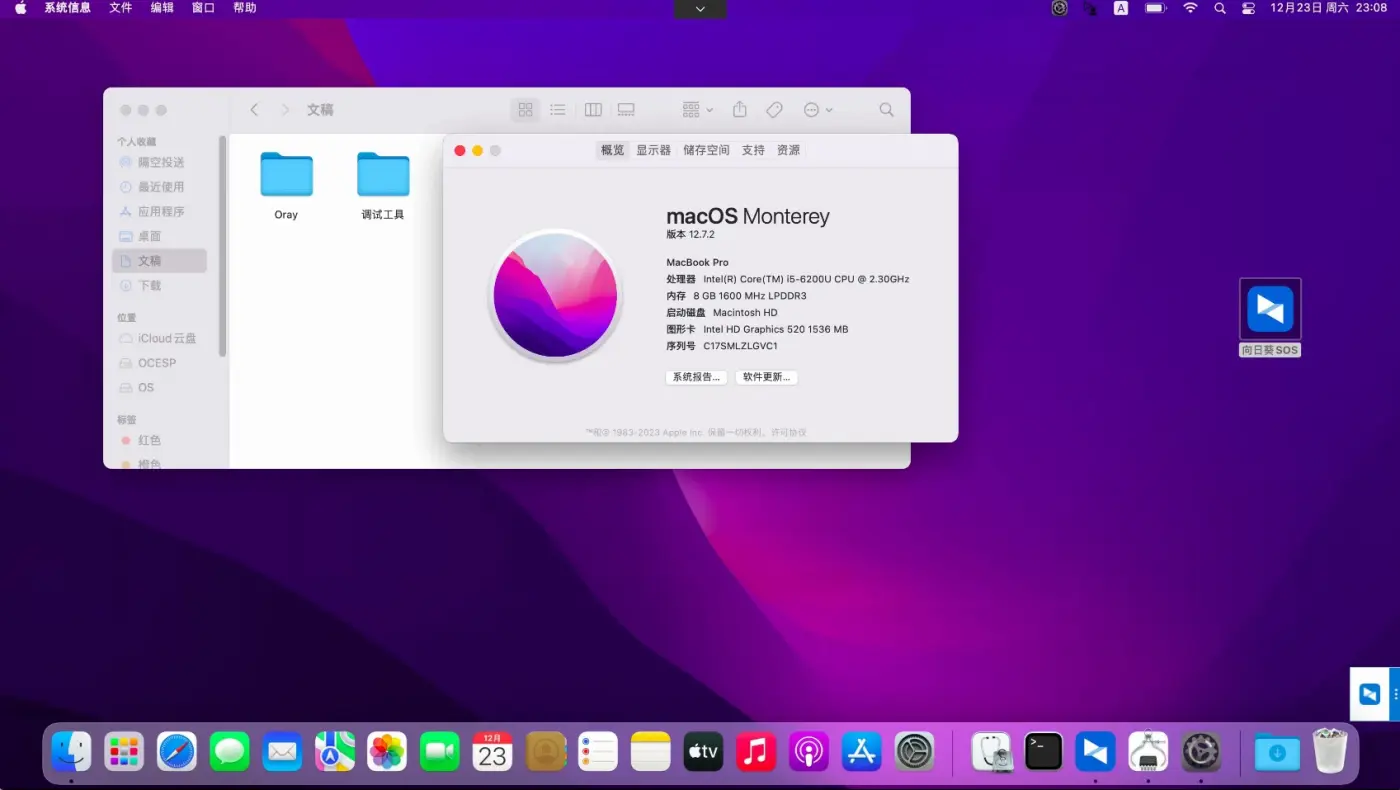 系统信息 文件 编辑 窗口 帮助
A
12月23日 周六 23:08
文稿
个人收藏
隔空投送
最近使用
应用程序
桌面
文稿
下载
位置
iCloud 云盘
OCESP
OS
标签
红色
橙色
Oray
调试工具
概览 显示器 储存空间 支持 资源
macOS Monterey
版本 12.7.2
MacBook Pro
处理器 Intel(R) Core(TM) i5-6200U CPU @ 2.30GHz
内存 8 GB 1600 MHz LPDDR3
启动磁盘 Macintosh HD
图形卡 Intel HD Graphics 520 1536 MB
序列号 C17SMLZLGVC1
系统报告... 软件更新...
™和© 1983-2023 Apple Inc. 保留一切权利。许可协议
向日葵SOS
12月
23
tv
>_